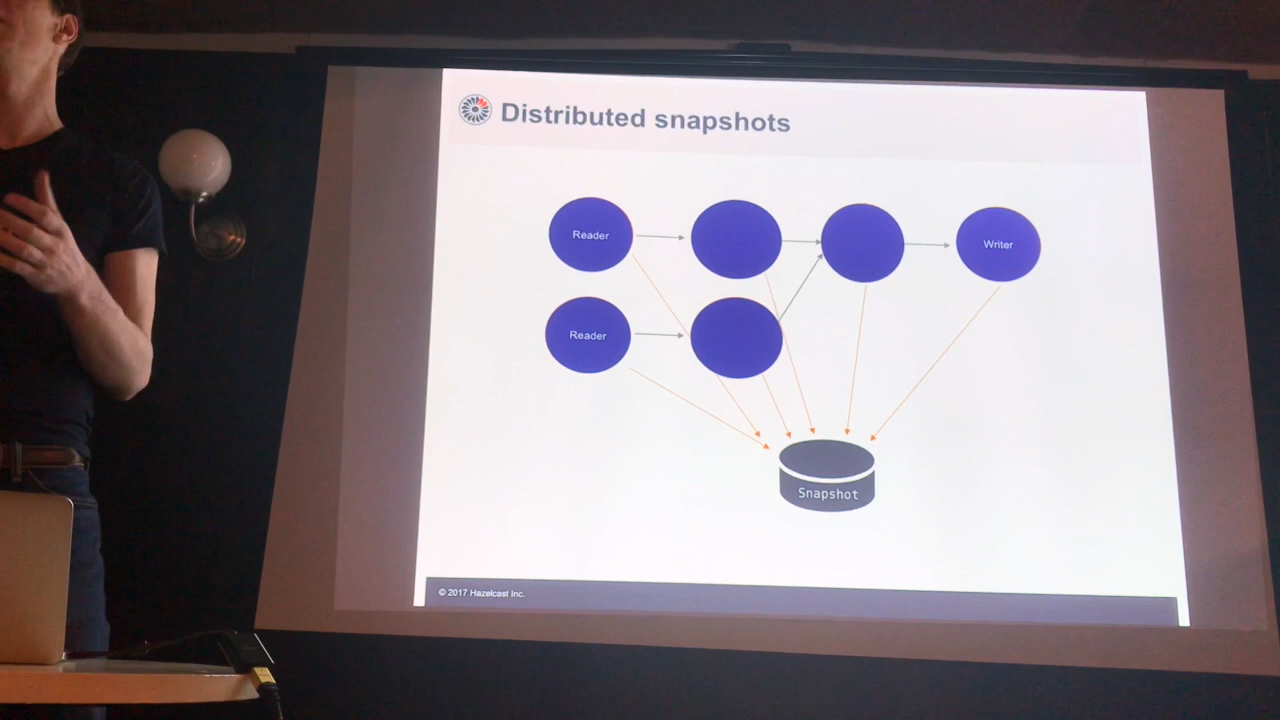 Distributed snapshots
Reader
Writer
Reader
Snapshot
© 2017 Hazelcast Inc.